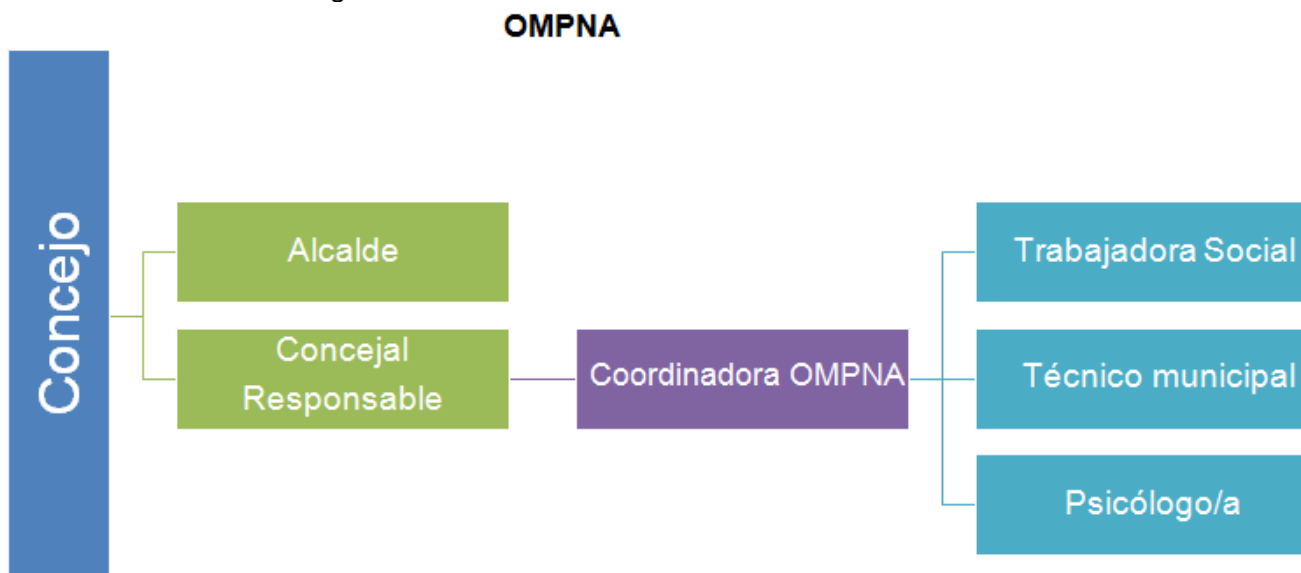 OMPNA
Concejo
Alcalde
Concejal
Responsable
Coordinadora OMPNA
Trabajadora Social
Técnico municipal
Psicólogo/a